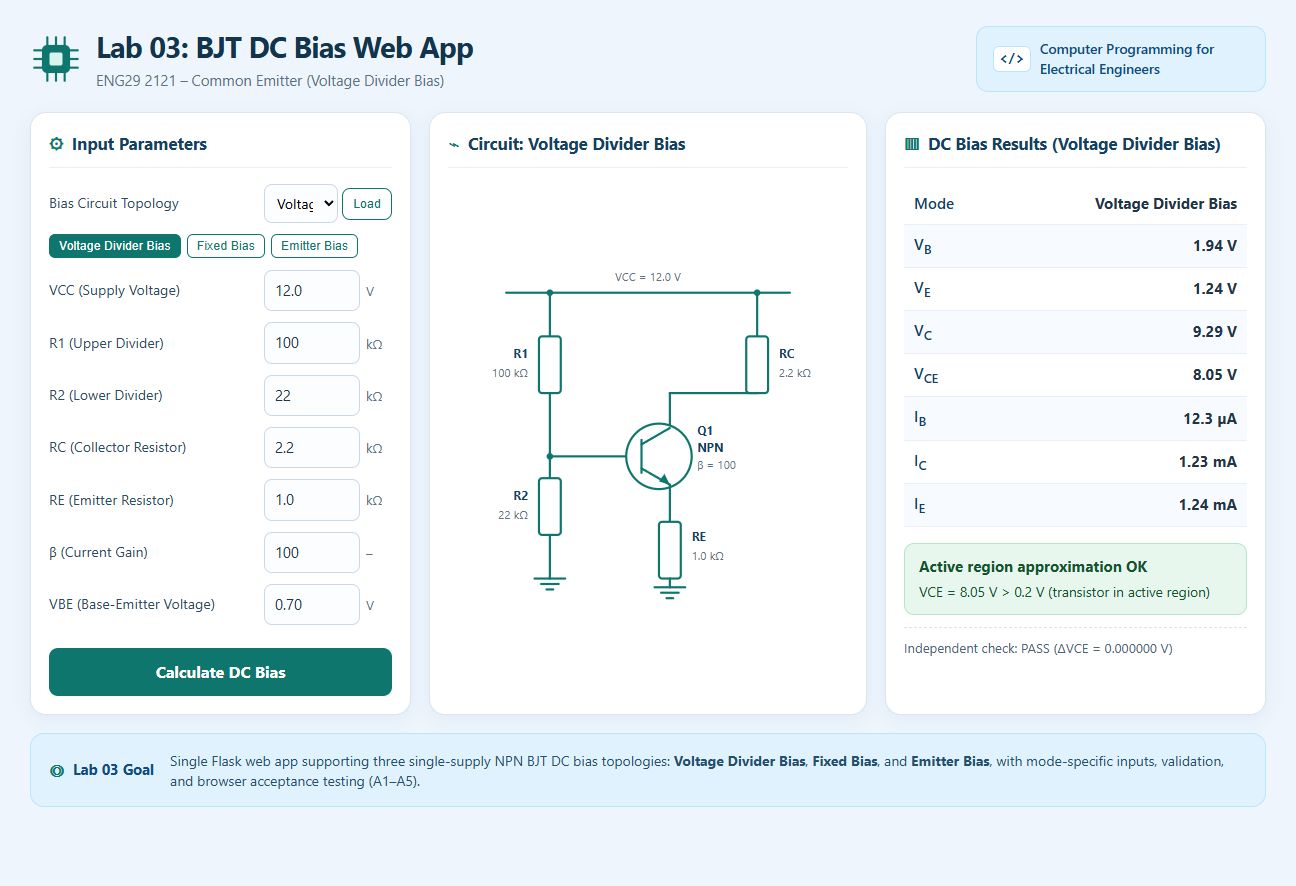 Lab 03: BJT DC Bias Web App
ENG29 2121 – Common Emitter (Voltage Divider Bias)
</>
Computer Programming for
Electrical Engineers
Input Parameters
Bias Circuit Topology
Voltag
Load
Voltage Divider Bias
Fixed Bias
Emitter Bias
VCC (Supply Voltage) 12.0 V
R1 (Upper Divider) 100 kΩ
R2 (Lower Divider) 22 kΩ
RC (Collector Resistor) 2.2 kΩ
RE (Emitter Resistor) 1.0 kΩ
β (Current Gain) 100 –
VBE (Base-Emitter Voltage) 0.70 V
Calculate DC Bias
Circuit: Voltage Divider Bias
VCC = 12.0 V
R1
100 kΩ
RC
2.2 kΩ
Q1
NPN
β = 100
R2
22 kΩ
RE
1.0 kΩ
DC Bias Results (Voltage Divider Bias)
Mode Voltage Divider Bias
VB 1.94 V
VE 1.24 V
VC 9.29 V
VCE 8.05 V
IB 12.3 µA
IC 1.23 mA
IE 1.24 mA
Active region approximation OK
VCE = 8.05 V > 0.2 V (transistor in active region)
Independent check: PASS (ΔVCE = 0.000000 V)
Lab 03 Goal
Single Flask web app supporting three single-supply NPN BJT DC bias topologies: Voltage Divider Bias, Fixed Bias, and Emitter Bias, with mode-specific inputs, validation,
and browser acceptance testing (A1–A5).